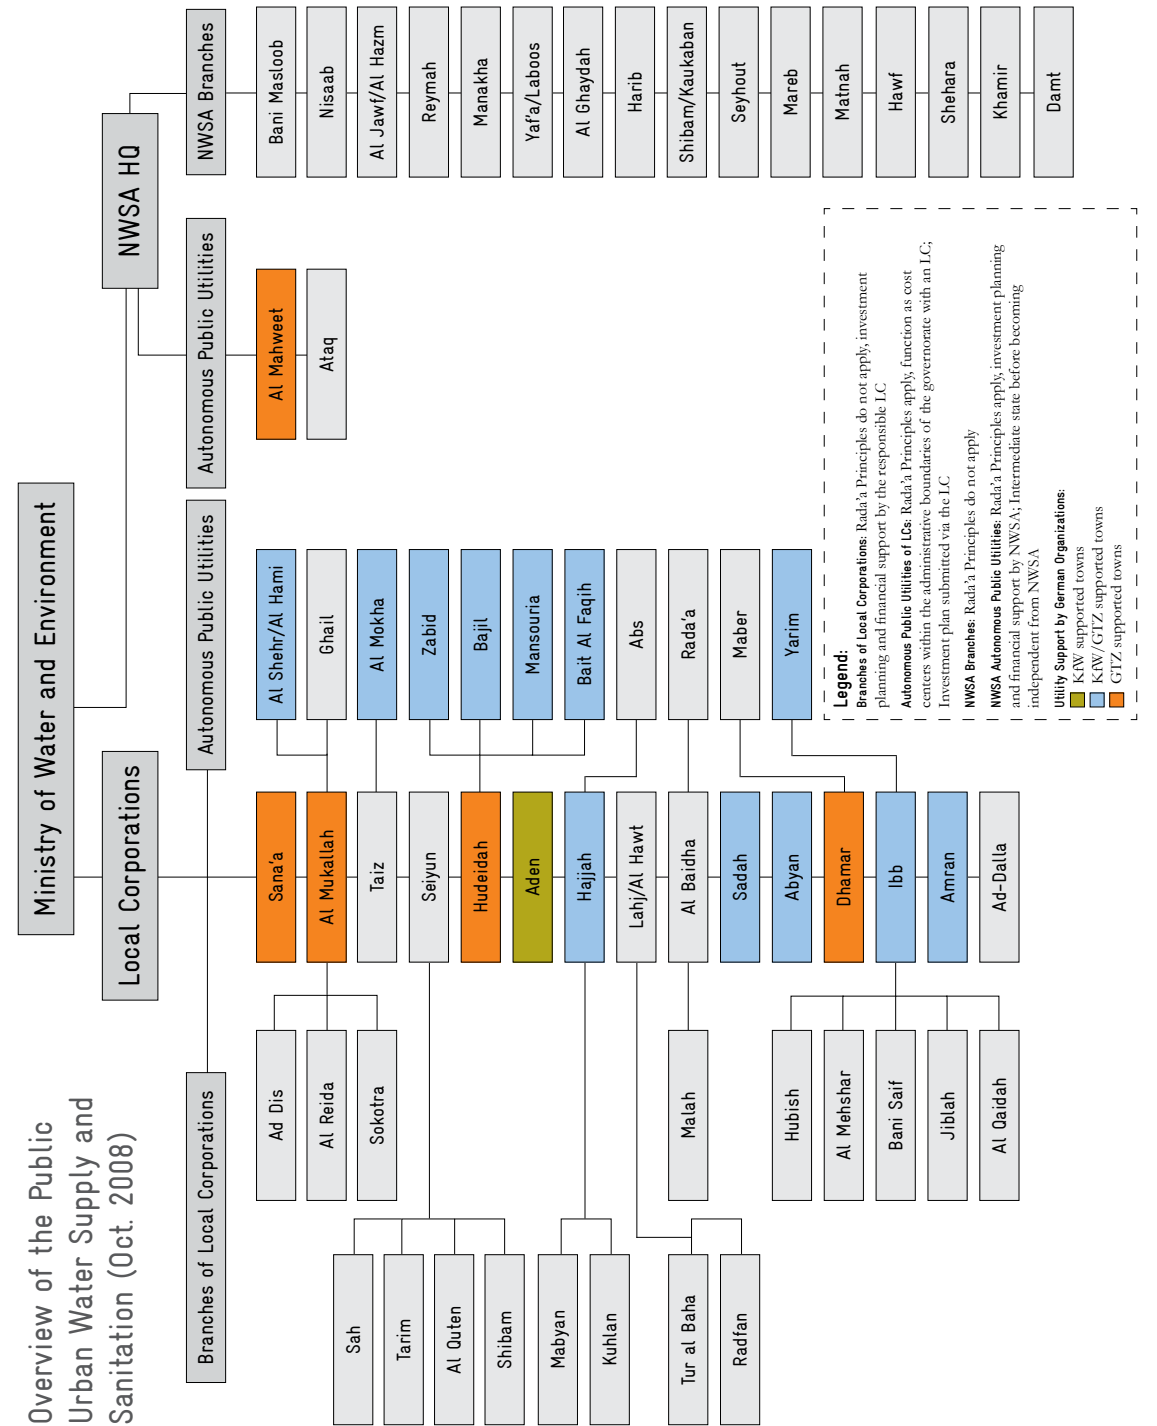 Overview of the Public
Urban Water Supply and
Sanitation (Oct. 2008)
Ministry of Water and Environment
Local Corporations
NWSA HQ
Branches of Local Corporations
Autonomous Public Utilities
Autonomous Public Utilities
NWSA Branches
Sah
Tarim
Al Quten
Shibam
Mabyan
Kuhlan
Tur al Baha
Radfan
Ad Dis
Al Reida
Sokotra
Malah
Hubish
Al Mehshar
Bani Saif
Jiblah
Al Qaidah
Sana'a
Al Mukallah
Taiz
Seiyun
Hudeidah
Aden
Hajjah
Lahj/Al Hawt
Al Baidha
Sadah
Abyan
Dhamar
Ibb
Amran
Ad-Dalla
Al Shehr/Al Hami
Ghail
Al Mokha
Zabid
Bajil
Mansouria
Bait Al Faqih
Abs
Rada'a
Maber
Yarim
Al Mahweet
Ataq
Bani Masloob
Nisaab
Al Jawf/Al Hazm
Reymah
Manakha
Yaf'a/Laboos
Al Ghaydah
Harib
Shibam/Kaukaban
Seyhout
Mareb
Matnah
Hawf
Shehara
Khamir
Damt
Legend:
Branches of Local Corporations: Rada'a Principles do not apply, investment
planning and financial support by the responsible LC
Autonomous Public Utilities of LCs: Rada'a Principles apply, function as cost
centers within the administrative boundaries of the governorate with an LC;
Investment plan submitted via the LC
NWSA Branches: Rada'a Principles do not apply
NWSA Autonomous Public Utilities: Rada'a Principles apply, investment planning
and financial support by NWSA; Intermediate state before becoming
independent from NWSA
Utility Support by German Organizations:
KfW supported towns
KfW/GTZ supported towns
GTZ supported towns